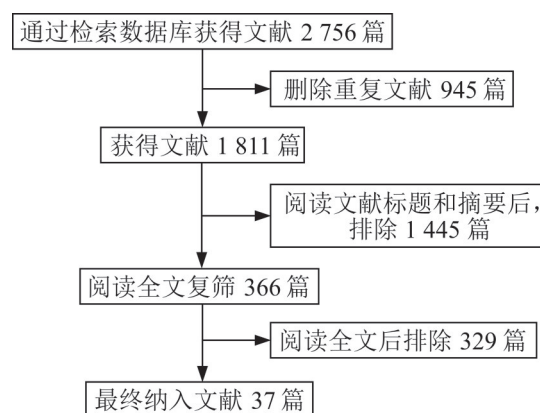 通过检索数据库获得文献 2 756 篇
删除重复文献 945 篇
获得文献 1 811 篇
阅读文献标题和摘要后，
排除 1 445 篇
阅读全文复筛 366 篇
阅读全文后排除 329 篇
最终纳入文献 37 篇